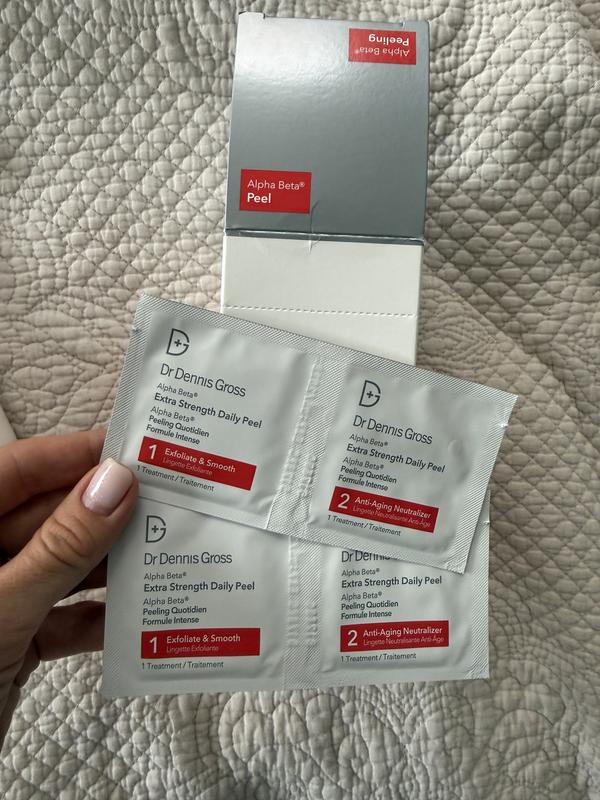 Alpha Beta®
Peeling
Alpha Beta®
Peel
Dr Dennis Gross
Alpha Beta®
Extra Strength Daily Peel
Alpha Beta®
Peeling Quotidien
Formule Intense
1 Exfoliate & Smooth
Lingette Exfoliante
1 Treatment / Traitement
Dr Dennis Gross
Alpha Beta®
Extra Strength Daily Peel
Alpha Beta®
Peeling Quotidien
Formule Intense
2 Anti-Aging Neutralizer
Lingette Neutralisante Anti-Âge
1 Treatment / Traitement
Dr Dennis Gross
Alpha Beta®
Extra Strength Daily Peel
Alpha Beta®
Peeling Quotidien
Formule Intense
1 Exfoliate & Smooth
Lingette Exfoliante
1 Treatment / Traitement
Dr Dennis
Alpha Beta®
Extra Strength Daily Peel
Alpha Beta®
Peeling Quotidien
Formule Intense
2 Anti-Aging Neutralizer
Lingette Neutralisante Anti-Âge
1 Treatment / Traitement